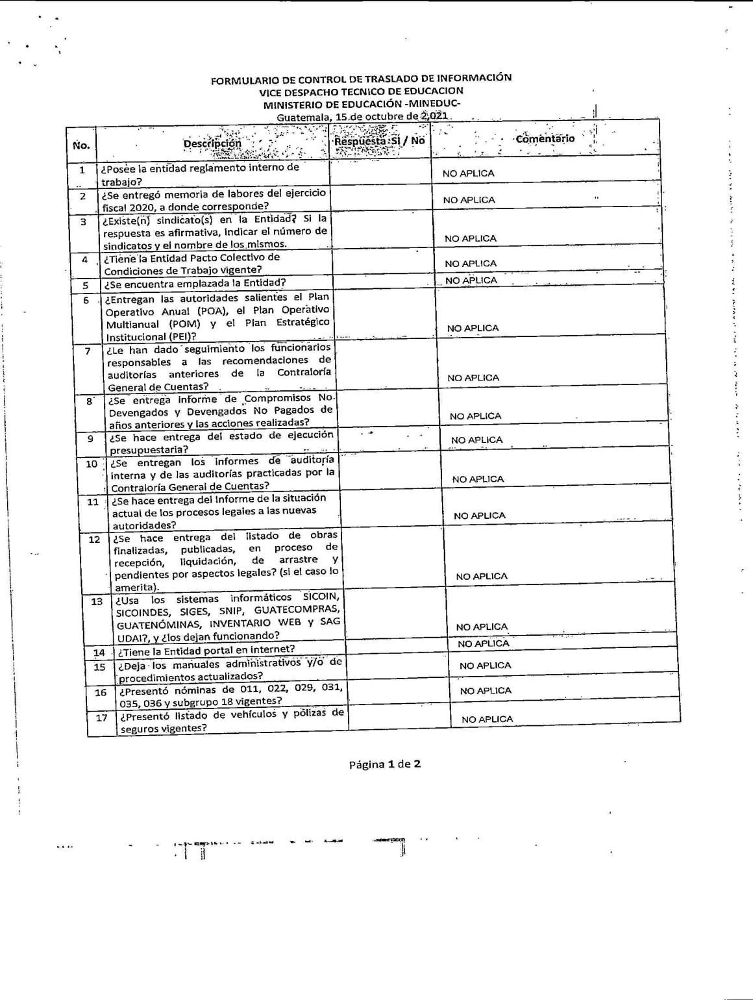 FORMULARIO DE CONTROL DE TRASLADO DE INFORMACIÓN
VICE DESPACHO TECNICO DE EDUCACION
MINISTERIO DE EDUCACIÓN -MINEDUC-
Guatemala, 15 de octubre de 2,021
No. Descripción Respuesta Si / No Comentario
1 ¿Posee la entidad reglamento interno de
trabajo?
NO APLICA
2 ¿Se entregó memoria de labores del ejercicio
fiscal 2020, a donde corresponde?
NO APLICA
3 ¿Existe(n) sindicato(s) en la Entidad? Si la
respuesta es afirmativa, indicar el número de
sindicatos y el nombre de los mismos.
NO APLICA
4 ¿Tiene la Entidad Pacto Colectivo de
Condiciones de Trabajo vigente?
NO APLICA
5 ¿Se encuentra emplazada la Entidad? NO APLICA
6 ¿Entregan las autoridades salientes el Plan
Operativo Anual (POA), el Plan Operativo
Multianual (POM) y el Plan Estratégico
Institucional (PEI)?
NO APLICA
7 ¿Le han dado seguimiento los funcionarios
responsables a las recomendaciones de
auditorías anteriores de la Contraloría
General de Cuentas?
NO APLICA
8 ¿Se entrega informe de Compromisos No
Devengados y Devengados No Pagados de
años anteriores y las acciones realizadas?
NO APLICA
9 ¿Se hace entrega del estado de ejecución
presupuestaria?
NO APLICA
10 ¿Se entregan los informes de auditoría
interna y de las auditorías practicadas por la
Contraloría General de Cuentas?
NO APLICA
11 ¿Se hace entrega del Informe de la situación
actual de los procesos legales a las nuevas
autoridades?
NO APLICA
12 ¿Se hace entrega del listado de obras
finalizadas, publicadas, en proceso de
recepción, liquidación, de arrastre y
pendientes por aspectos legales? (si el caso lo
amerita).
NO APLICA
13 ¿Usa los sistemas informáticos SICOIN,
SICOINDES, SIGES, SNIP, GUATECOMPRAS,
GUATENÓMINAS, INVENTARIO WEB y SAG
UDAI?, y ¿los dejan funcionando?
NO APLICA
14 ¿Tiene la Entidad portal en internet? NO APLICA
15 ¿Deja los manuales administrativos y/o de
procedimientos actualizados?
NO APLICA
16 ¿Presentó nóminas de 011, 022, 029, 031,
035, 036 y subgrupo 18 vigentes?
NO APLICA
17 ¿Presentó listado de vehículos y pólizas de
seguros vigentes?
NO APLICA
Página 1 de 2